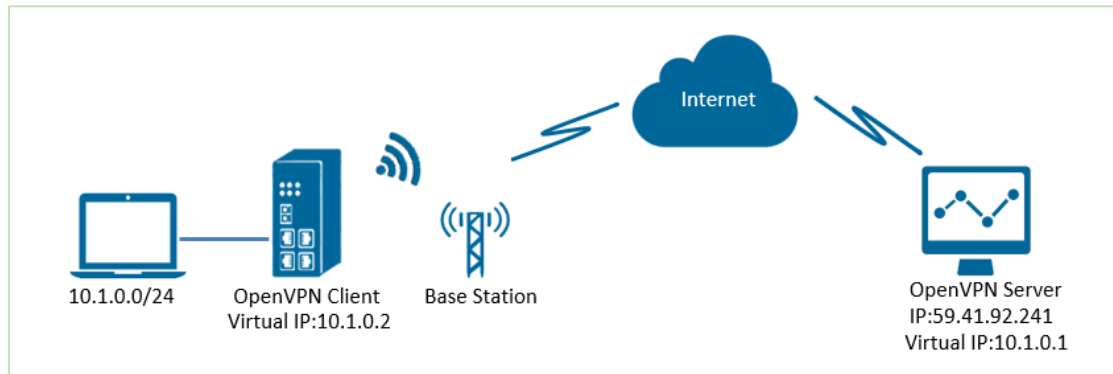 Internet
10.1.0.0/24
OpenVPN Client
Virtual IP:10.1.0.2
Base Station
OpenVPN Server
IP:59.41.92.241
Virtual IP:10.1.0.1